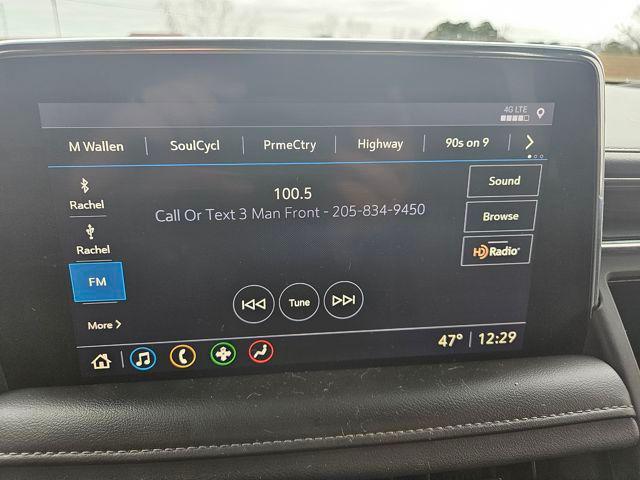 4G LTE
M Wallen SoulCycl PrmeCtry Highway 90s on 9
Rachel
Rachel
FM
More
100.5
Call Or Text 3 Man Front - 205-834-9450
Sound
Browse
HD Radio
Tune
47° 12:29